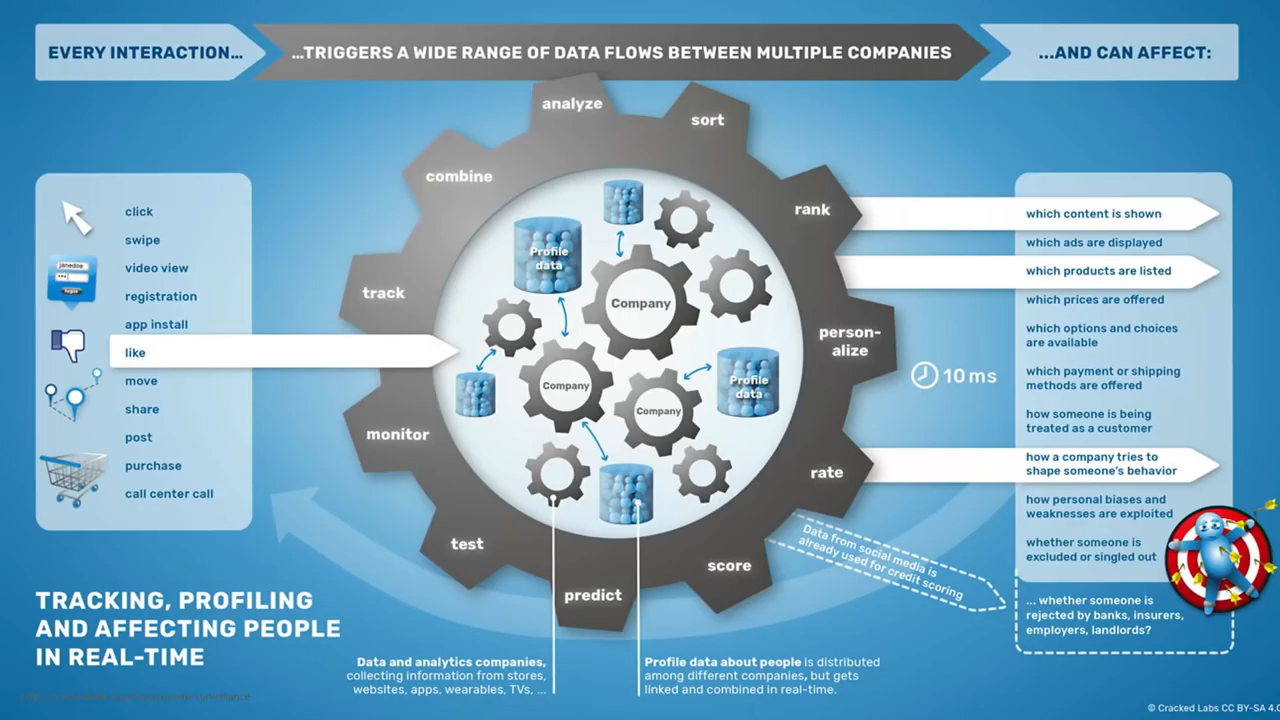 EVERY INTERACTION...
...TRIGGERS A WIDE RANGE OF DATA FLOWS BETWEEN MULTIPLE COMPANIES
...AND CAN AFFECT:
click
swipe
video view
registration
app install
like
move
share
post
purchase
call center call
janedoe
login
analyze
sort
combine
rank
track
person-
alize
monitor
rate
test
score
predict
Profile
data
Company
Company
Company
Profile
data
10 ms
which content is shown
which ads are displayed
which products are listed
which prices are offered
which options and choices
are available
which payment or shipping
methods are offered
how someone is being
treated as a customer
how a company tries to
shape someone's behavior
how personal biases and
weaknesses are exploited
whether someone is
excluded or singled out
Data from social media is
already used for credit scoring
... whether someone is
rejected by banks, insurers,
employers, landlords?
TRACKING, PROFILING
AND AFFECTING PEOPLE
IN REAL-TIME
Data and analytics companies,
collecting information from stores,
websites, apps, wearables, TVs, ...
Profile data about people is distributed
among different companies, but gets
linked and combined in real-time.
© Cracked Labs CC BY-SA 4.0